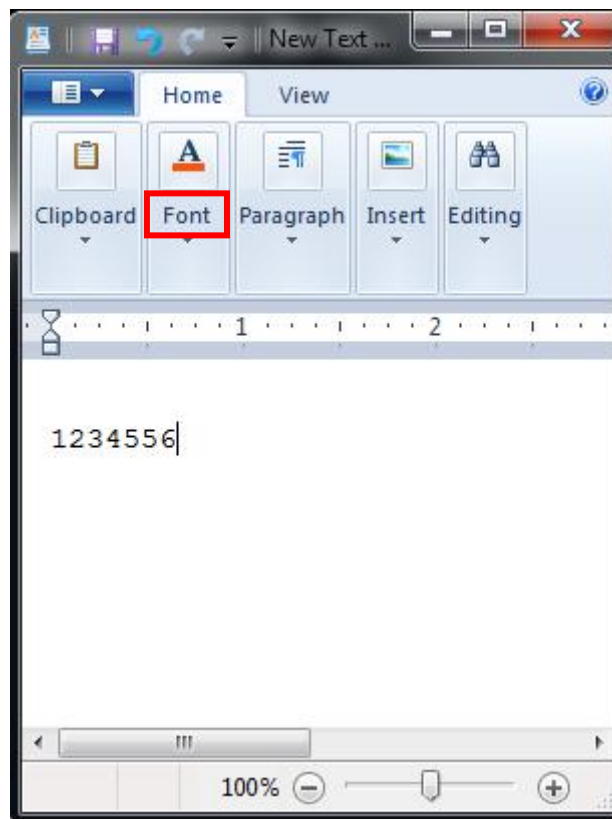 New Text ...
Home View
Clipboard Font Paragraph Insert Editing
1 2
1234556
100%